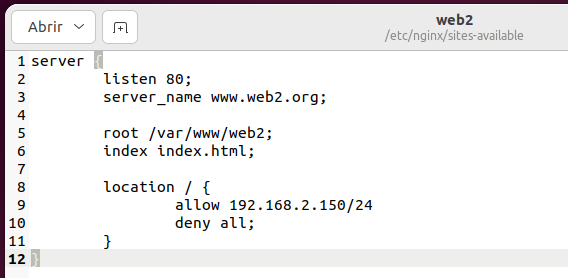 Abrir
web2
/etc/nginx/sites-available
1 server {
2 listen 80;
3 server_name www.web2.org;
4
5 root /var/www/web2;
6 index index.html;
7
8 location / {
9 allow 192.168.2.150/24
10 deny all;
11 }
12 }